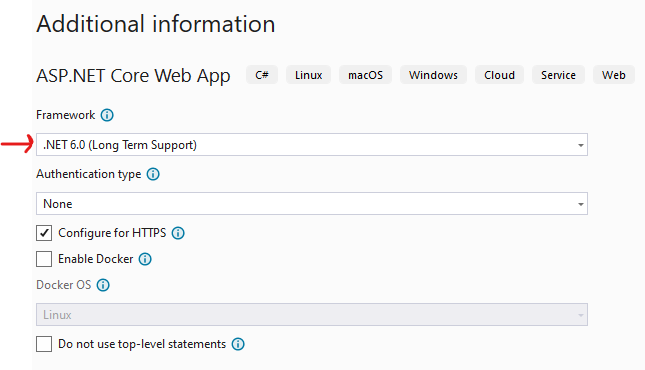 Additional information
ASP.NET Core Web App C# Linux macOS Windows Cloud Service Web
Framework
.NET 6.0 (Long Term Support)
Authentication type
None
Configure for HTTPS
Enable Docker
Docker OS
Linux
Do not use top-level statements